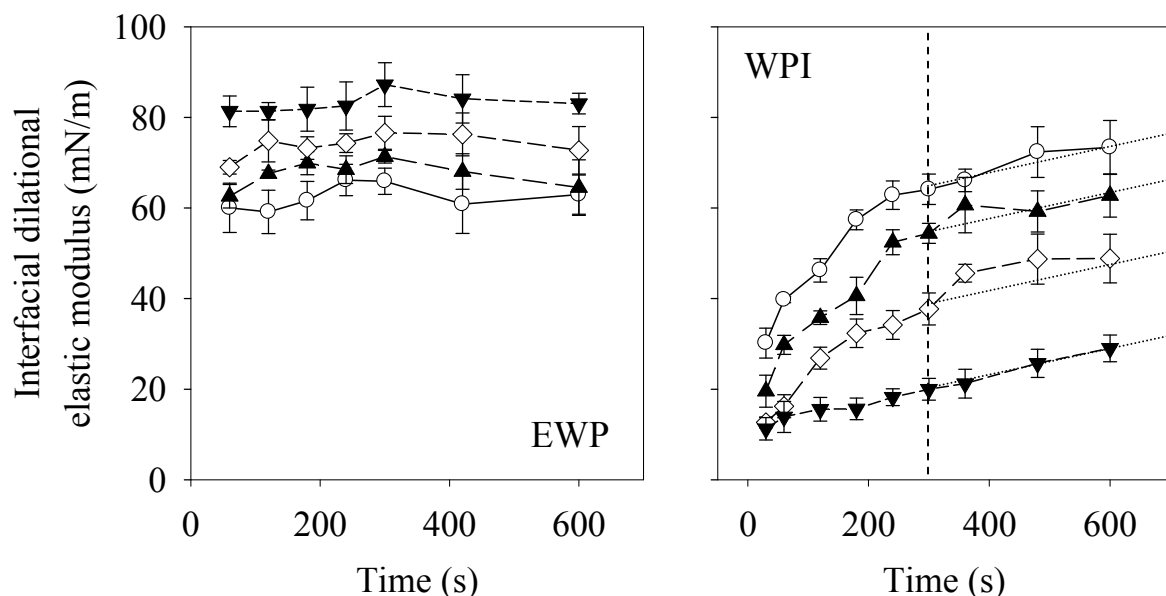 Interfacial dilational
elastic modulus (mN/m)
100
80
60
40
20
0
EWP
0 200 400 600
Time (s)
WPI
0 200 400 600
Time (s)